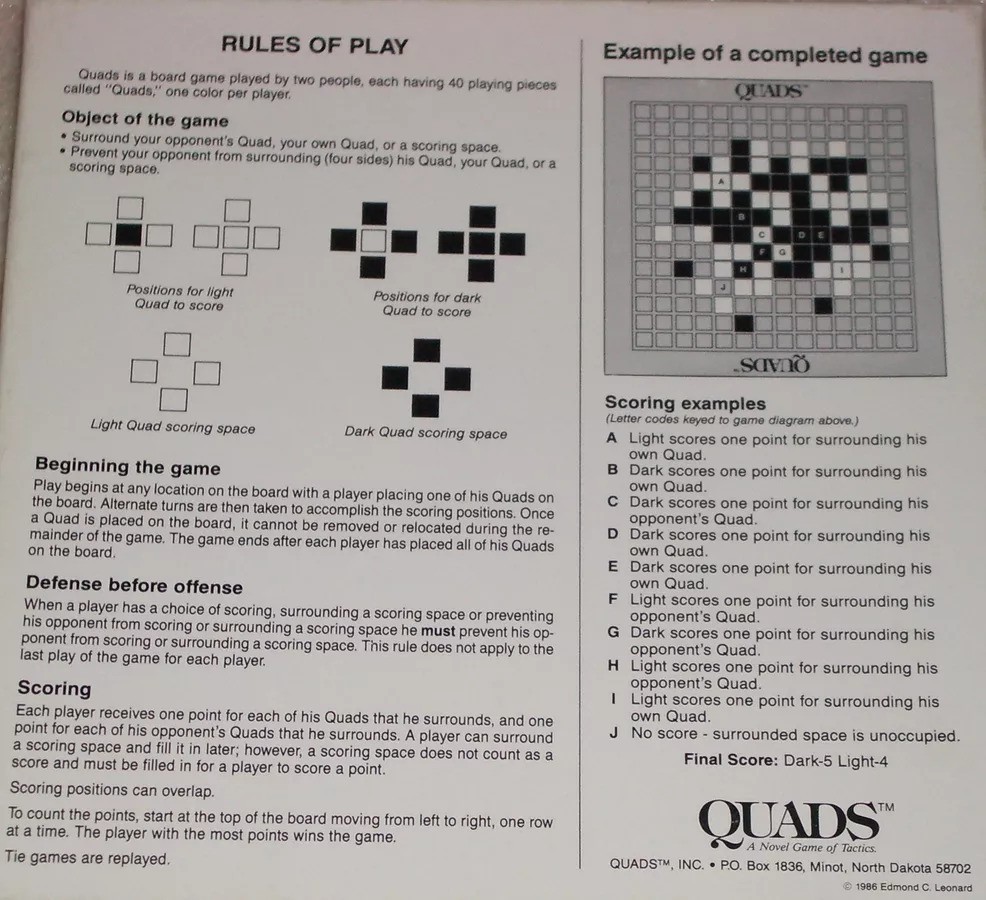 RULES OF PLAY
Quads is a board game played by two people, each having 40 playing pieces
called "Quads," one color per player.
Object of the game
• Surround your opponent's Quad, your own Quad, or a scoring space.
• Prevent your opponent from surrounding (four sides) his Quad, your Quad, or a
scoring space.
Positions for light
Quad to score
Positions for dark
Quad to score
Light Quad scoring space
Dark Quad scoring space
Beginning the game
Play begins at any location on the board with a player placing one of his Quads on
the board. Alternate turns are then taken to accomplish the scoring positions. Once
a Quad is placed on the board, it cannot be removed or relocated during the re-
mainder of the game. The game ends after each player has placed all of his Quads
on the board.
Defense before offense
When a player has a choice of scoring, surrounding a scoring space or preventing
his opponent from scoring or surrounding a scoring space he must prevent his op-
ponent from scoring or surrounding a scoring space. This rule does not apply to the
last play of the game for each player.
Scoring
Each player receives one point for each of his Quads that he surrounds, and one
point for each of his opponent's Quads that he surrounds. A player can surround
a scoring space and fill it in later; however, a scoring space does not count as a
score and must be filled in for a player to score a point.
Scoring positions can overlap.
To count the points, start at the top of the board moving from left to right, one row
at a time. The player with the most points wins the game.
Tie games are replayed.
Example of a completed game
QUADS™
A
B
C D E
F G
H I
J
QUADS™
Scoring examples
(Letter codes keyed to game diagram above.)
A Light scores one point for surrounding his
own Quad.
B Dark scores one point for surrounding his
own Quad.
C Dark scores one point for surrounding his
opponent's Quad.
D Dark scores one point for surrounding his
own Quad.
E Dark scores one point for surrounding his
own Quad.
F Light scores one point for surrounding his
opponent's Quad.
G Dark scores one point for surrounding his
opponent's Quad.
H Light scores one point for surrounding his
opponent's Quad.
I Light scores one point for surrounding his
own Quad.
J No score - surrounded space is unoccupied.
Final Score: Dark-5 Light-4
QUADS™
A Novel Game of Tactics.
QUADS™, INC. • P.O. Box 1836, Minot, North Dakota 58702
© 1986 Edmond C. Leonard